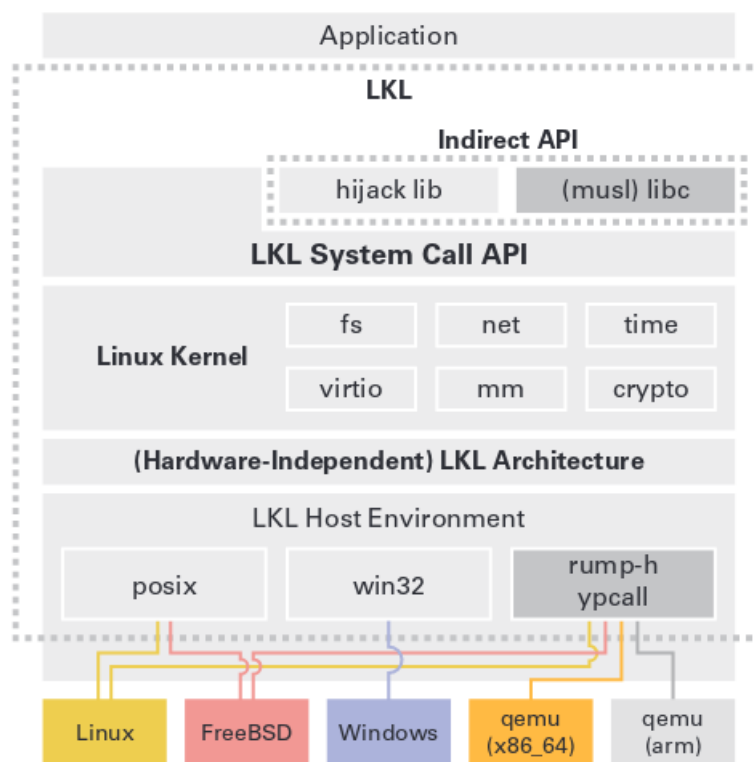 Application
LKL
Indirect API
hijack lib
(musl) libc
LKL System Call API
Linux Kernel
fs
net
time
virtio
mm
crypto
(Hardware-Independent) LKL Architecture
LKL Host Environment
posix
win32
rump-h
ypcall
Linux
FreeBSD
Windows
qemu
(x86_64)
qemu
(arm)